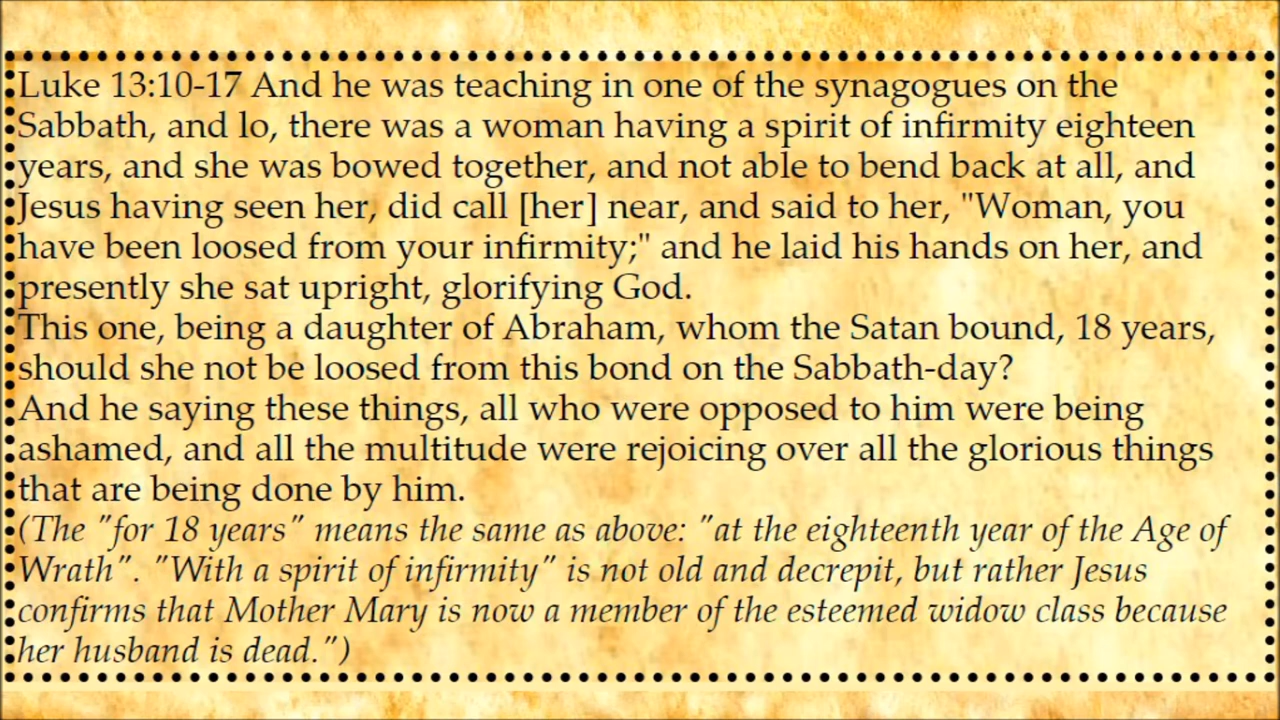 Luke 13:10-17 And he was teaching in one of the synagogues on the
Sabbath, and lo, there was a woman having a spirit of infirmity eighteen
years, and she was bowed together, and not able to bend back at all, and
Jesus having seen her, did call [her] near, and said to her, "Woman, you
have been loosed from your infirmity;" and he laid his hands on her, and
presently she sat upright, glorifying God.
This one, being a daughter of Abraham, whom the Satan bound, 18 years,
should she not be loosed from this bond on the Sabbath-day?
And he saying these things, all who were opposed to him were being
ashamed, and all the multitude were rejoicing over all the glorious things
that are being done by him.
(The "for 18 years" means the same as above: "at the eighteenth year of the Age of
Wrath". "With a spirit of infirmity" is not old and decrepit, but rather Jesus
confirms that Mother Mary is now a member of the esteemed widow class because
her husband is dead.")